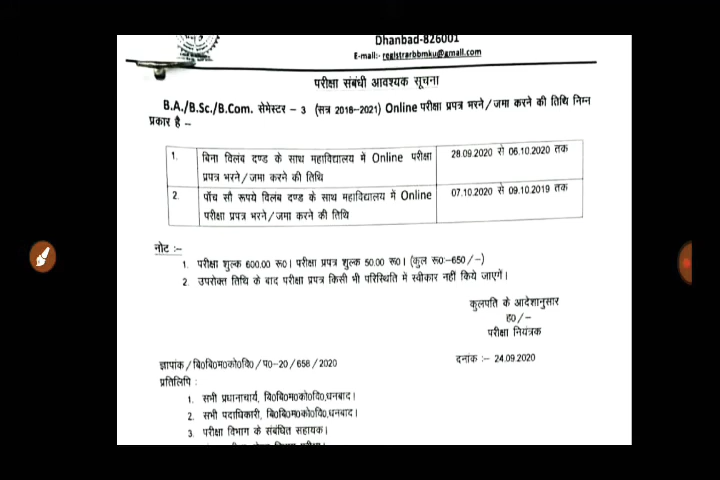 Dhanbad-826001
E-mail:- registrarbbmku@gmail.com
परीक्षा संबंधी आवश्यक सूचना
B.A./B.Sc./B.Com. सेमेस्टर – 3 (सत्र 2018-2021) Online परीक्षा प्रपत्र भरने/जमा करने की तिथि निम्न
प्रकार है –
1. बिना विलंब दण्ड के साथ महाविद्यालय में Online परीक्षा 28.09.2020 से 06.10.2020 तक
प्रपत्र भरने/जमा करने की तिथि
2. पाँच सौ रूपये विलंब दण्ड के साथ महाविद्यालय में Online 07.10.2020 से 09.10.2019 तक
परीक्षा प्रपत्र भरने/जमा करने की तिथि
नोट :–
1. परीक्षा शुल्क 600.00 रू0। परीक्षा प्रपत्र शुल्क 50.00 रू0। (कुल रू0:–650/–)
2. उपरोक्त तिथि के बाद परीक्षा प्रपत्र किसी भी परिस्थिति में स्वीकार नहीं किये जाएगें।
कुलपति के आदेशानुसार
ह0/–
परीक्षा नियंत्रक
ज्ञापांक/बि0बि0म0को0वि0/प0–20/658/2020 दनांक :– 24.09.2020
प्रतिलिपि :
1. सभी प्रधानाचार्य, बि0बि0म0को0वि0,धनबाद।
2. सभी पदाधिकारी, बि0बि0म0को0वि0,धनबाद।
3. परीक्षा विभाग के संबंधित सहायक।